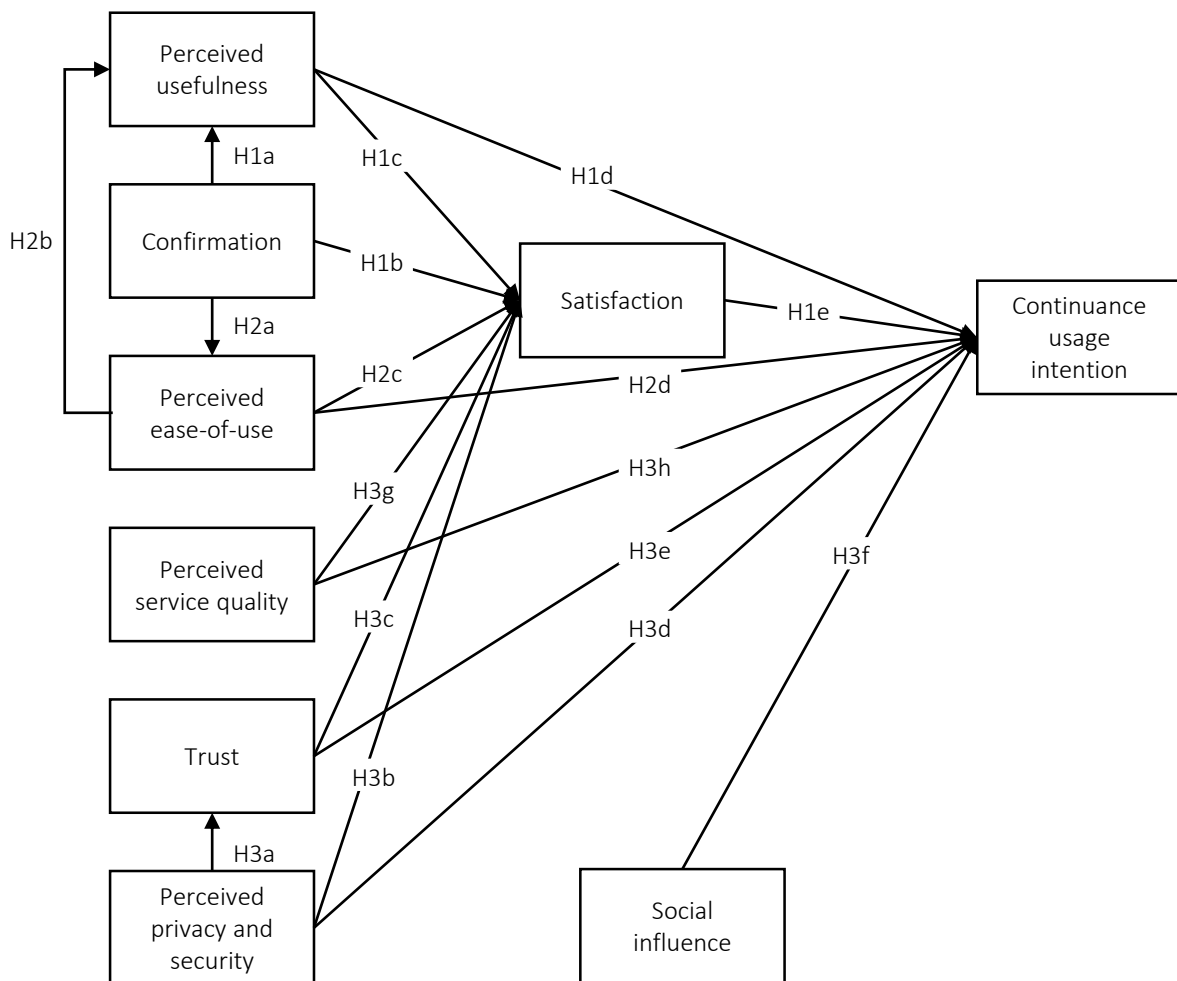 Perceived
usefulness
H1a
H1c
H1d
H2b
Confirmation
H1b
Satisfaction
H1e
Continuance
usage
intention
H2a
H2c
H2d
Perceived
ease-of-use
H3g
H3h
Perceived
service quality
H3e
H3f
H3c
H3d
Trust
H3b
H3a
Perceived
privacy and
security
Social
influence